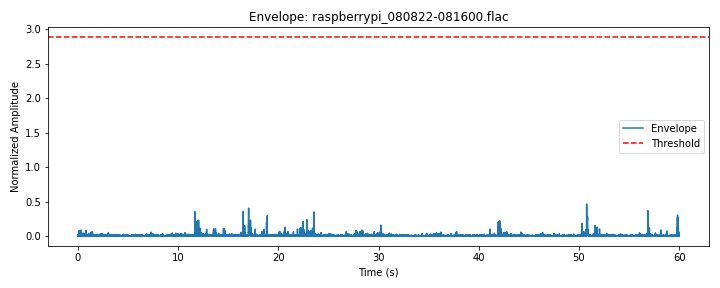 Envelope: raspberrypi_080822-081600.flac
Normalized Amplitude
3.0
2.5
2.0
1.5
1.0
0.5
0.0
Envelope
Threshold
0
10
20
30
40
50
60
Time (s)